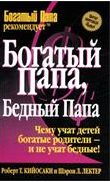 Богатый Папа
рекомендует
БОГАТЫЙ
ПАПА,
БЕДНЫЙ ПАПА
Чему учат детей
богатые родители –
и не учат бедные!
Роберт Т. КИЙОСАКИ и Шэрон Л. ЛЕКТЕР